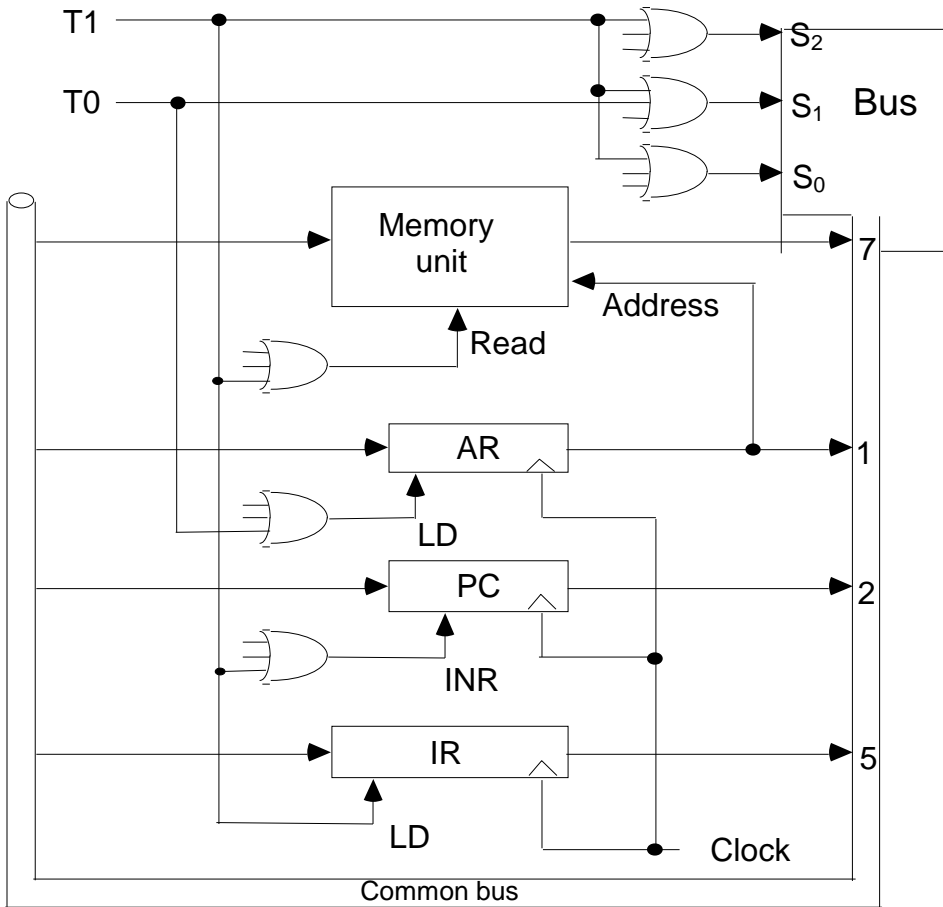 T1
S₂
T0
S₁
Bus
S₀
Memory
unit
7
Address
Read
AR
1
LD
PC
2
INR
IR
5
LD
Clock
Common bus